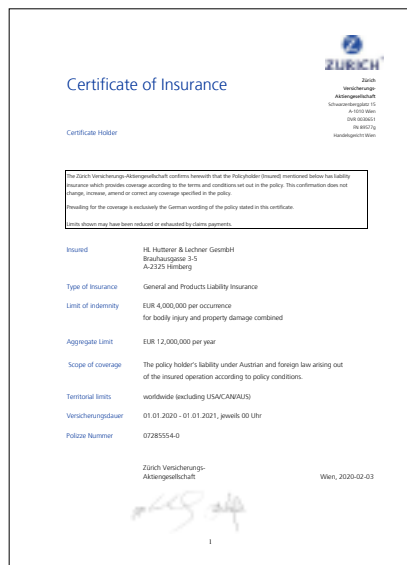 ZURICH
Certificate of Insurance
Zürich
Versicherungs-
Aktiengesellschaft
Schwarzenbergplatz 15
A-1010 Wien
DVR 0030651
FN 89577g
Handelsgericht Wien
Certificate Holder
The Zürich Versicherungs-Aktiengesellschaft confirms herewith that the Policyholder (Insured) mentioned below has liability
insurance which provides coverage according to the terms and conditions set out in the policy. This confirmation does not
change, increase, amend or correct any coverage specified in the policy.
Prevailing for the coverage is exclusively the German wording of the policy stated in this certificate.
Limits shown may have been reduced or exhausted by claims payments.
Insured HL Hutterer & Lechner GesmbH
Brauhausgasse 3-5
A-2325 Himberg
Type of Insurance General and Products Liability Insurance
Limit of indemnity EUR 4,000,000 per occurrence
for bodily injury and property damage combined
Aggregate Limit EUR 12,000,000 per year
Scope of coverage The policy holder's liability under Austrian and foreign law arising out
of the insured operation according to policy conditions.
Territorial limits worldwide (excluding USA/CAN/AUS)
Versicherungsdauer 01.01.2020 - 01.01.2021, jeweils 00 Uhr
Polizze Nummer 07285554-0
Zürich Versicherungs-
Aktiengesellschaft Wien, 2020-02-03
1